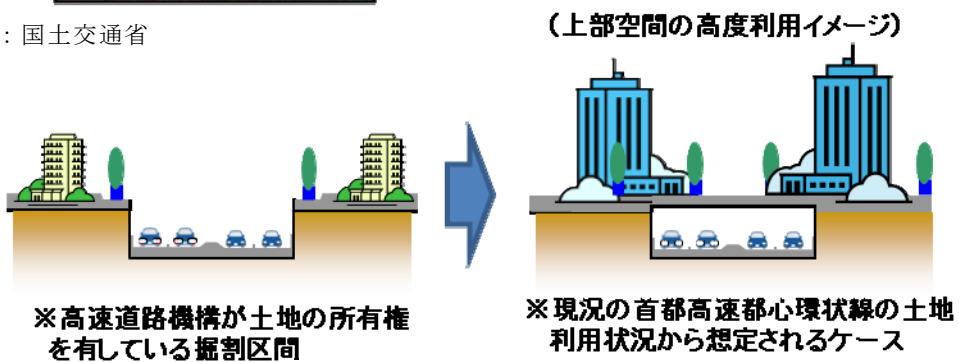 ：国土交通省
（上部空間の高度利用イメージ）
※高速道路機構が土地の所有権
を有している掘割区間
※現況の首都高速都心環状線の土地
利用状況から想定されるケース